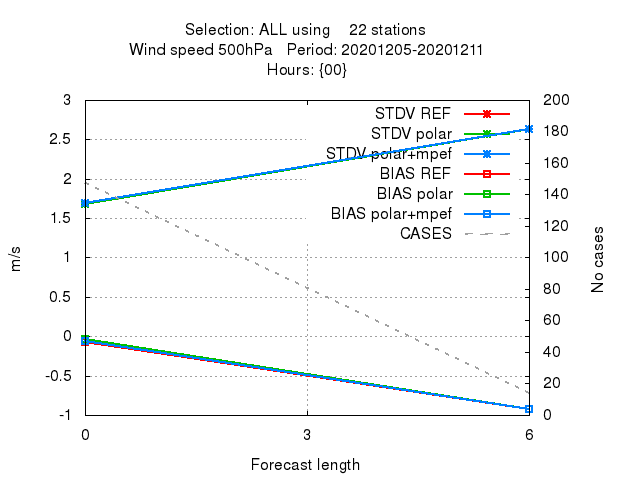 Selection: ALL using 22 stations
Wind speed 500hPa Period: 20201205-20201211
Hours: {00}
3 200
STDV REF
2.5 180
STDV polar
STDV polar+mpef 160
2 BIAS REF 140
BIAS polar
1.5 BIAS polar+mpef 120
CASES
1 100
0.5 80
0 60
-0.5 40
20
-1 0
m/s
No cases
0 3 6
Forecast length